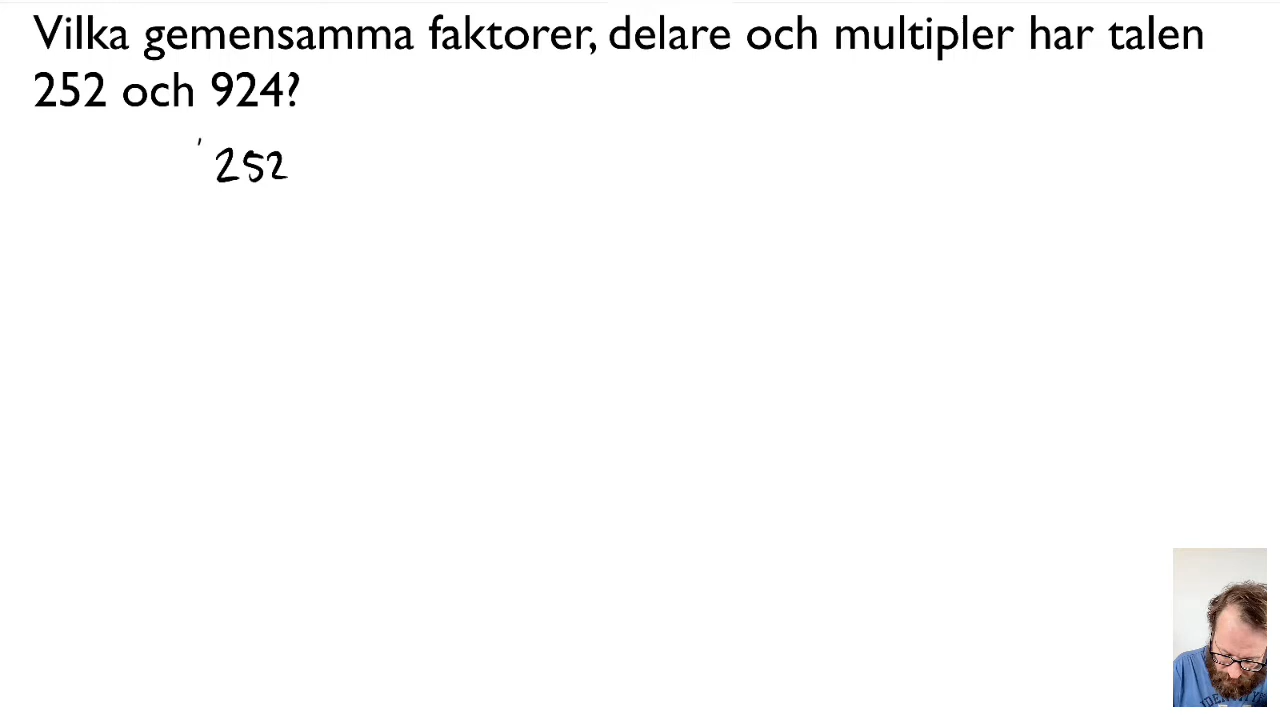 Vilka gemensamma faktorer, delare och multipler har talen
252 och 924?
252